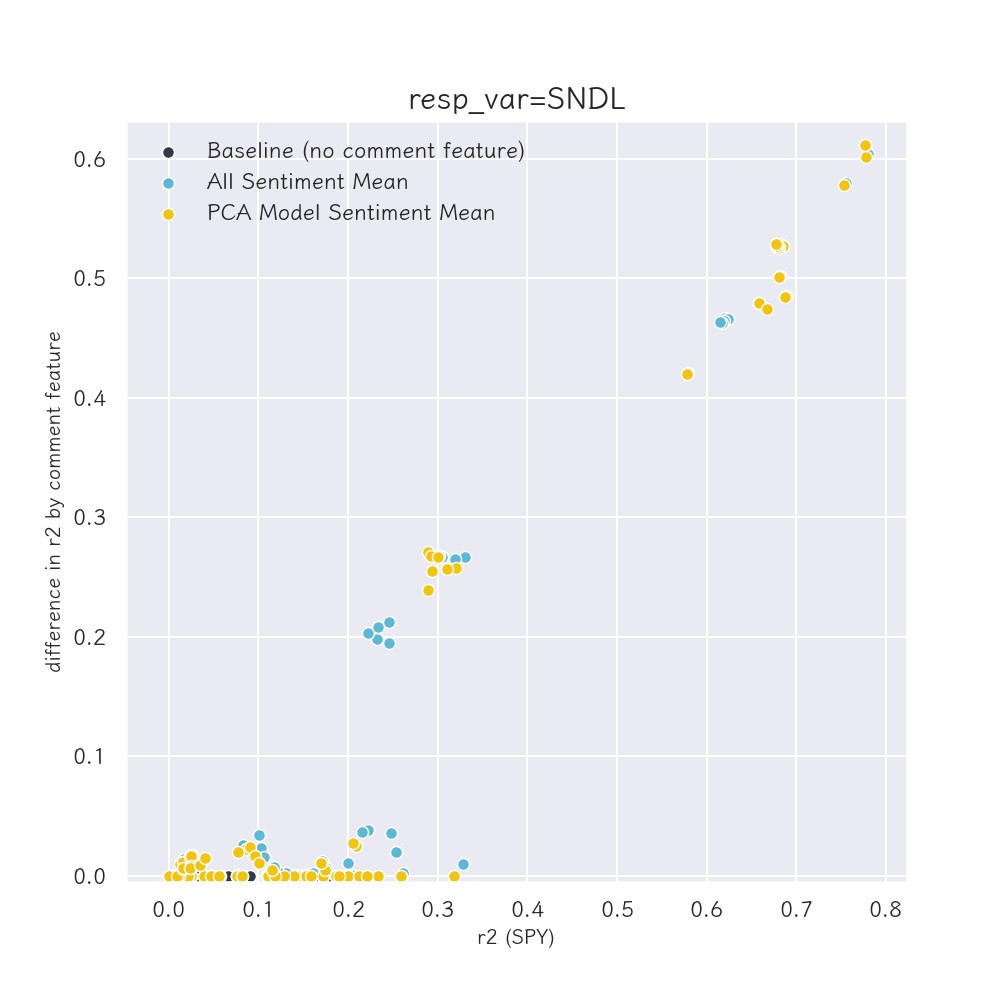 resp_var=SNDL
Baseline (no comment feature)
All Sentiment Mean
PCA Model Sentiment Mean
difference in r2 by comment feature
0.6
0.5
0.4
0.3
0.2
0.1
0.0
0.0 0.1 0.2 0.3 0.4 0.5 0.6 0.7 0.8
r2 (SPY)